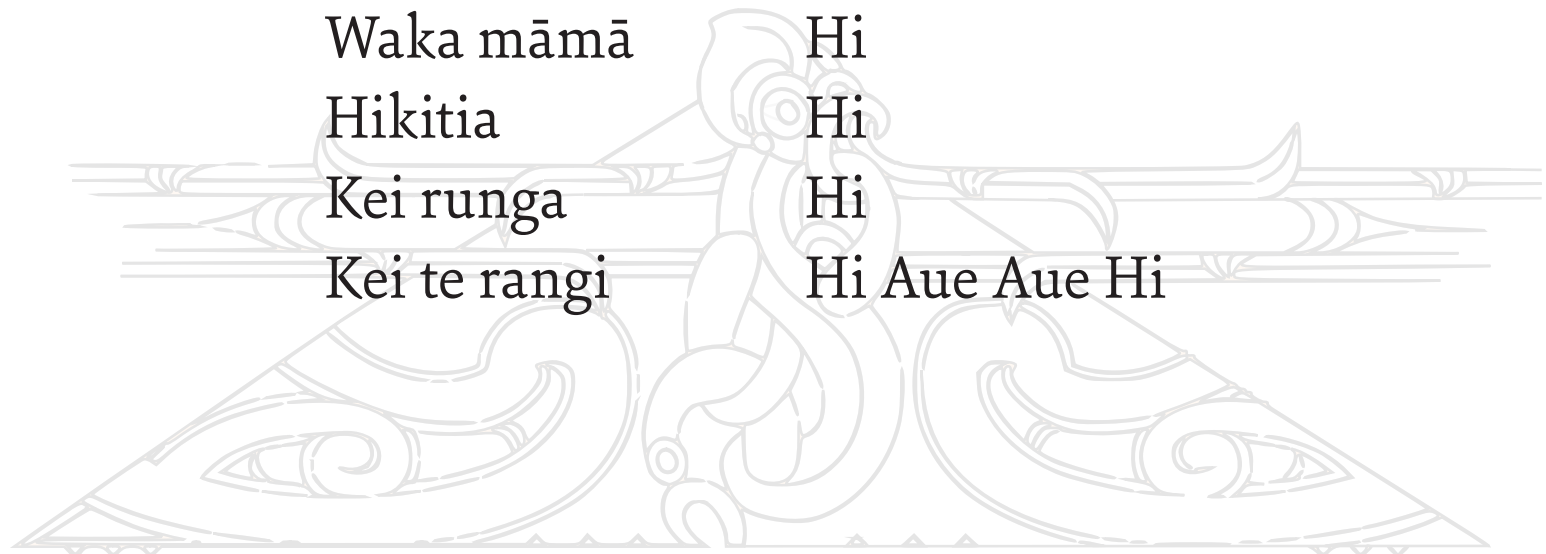 Waka māmā Hi
Hikitia Hi
Kei runga Hi
Kei te rangi Hi Aue Aue Hi